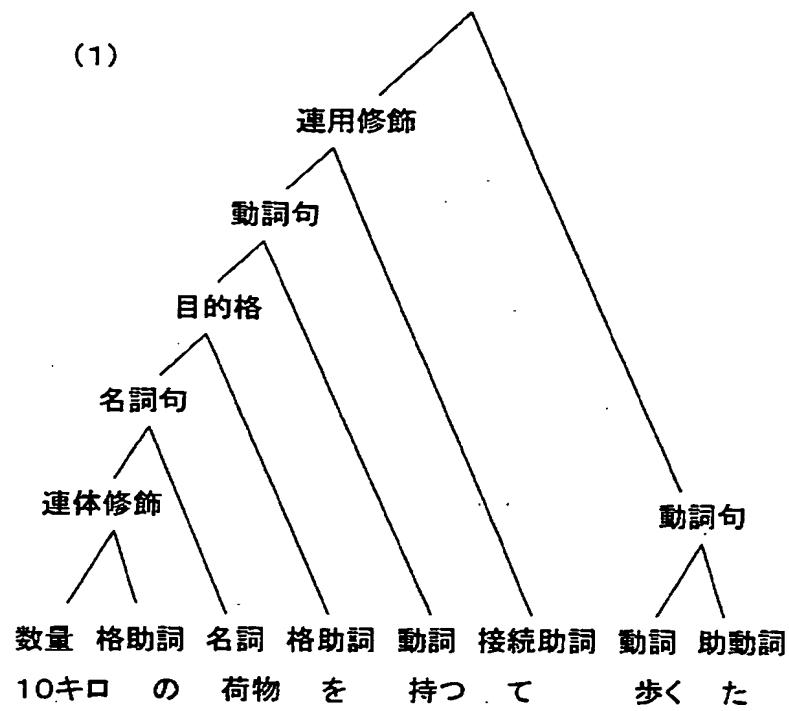 (1)
連用修飾
動詞句
目的格
名詞句
連体修飾
動詞句
数量 格助詞 名詞 格助詞 動詞 接続助詞 動詞 助動詞
10キロ の 荷物 を 持つ て 歩く た